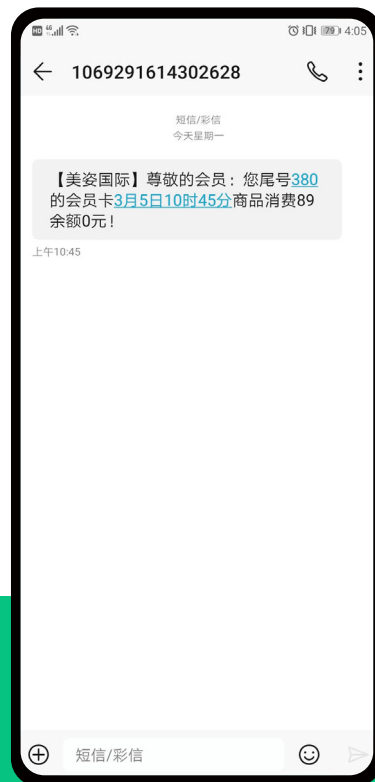 HD 46 79 4:05
1069291614302628
短信/彩信
今天星期一
【美姿国际】尊敬的会员：您尾号380
的会员卡3月5日10时45分商品消费89
余额0元！
上午10:45
短信/彩信